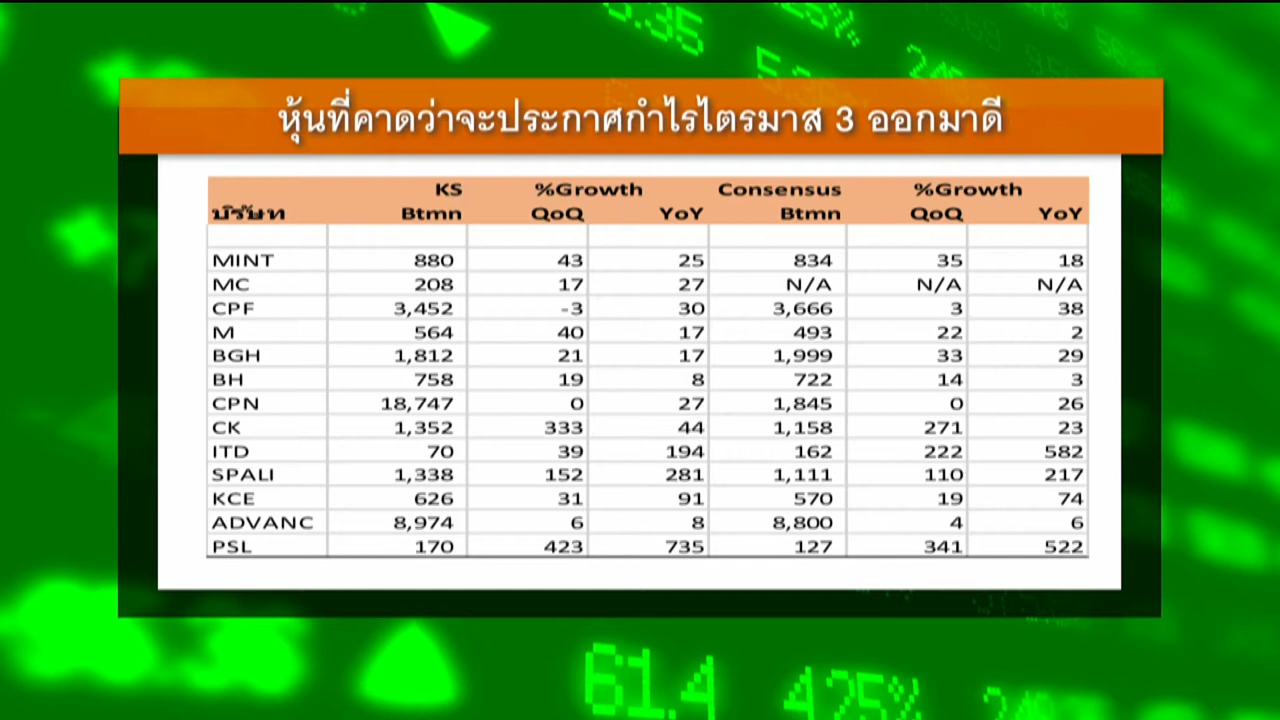 5.35
25%
หุ้นที่คาดว่าจะประกาศกำไรไตรมาส 3 ออกมาดี
KS %Growth Consensus %Growth
บริษัท Btmn QoQ YoY Btmn QoQ YoY
MINT 880 43 25 834 35 18
MC 208 17 27 N/A N/A N/A
CPF 3,452 -3 30 3,666 3 38
M 564 40 17 493 22 2
BGH 1,812 21 17 1,999 33 29
BH 758 19 8 722 14 3
CPN 18,747 0 27 1,845 0 26
CK 1,352 333 44 1,158 271 23
ITD 70 39 194 162 222 582
SPALI 1,338 152 281 1,111 110 217
KCE 626 31 91 570 19 74
ADVANC 8,974 6 8 8,800 4 6
PSL 170 423 735 127 341 522
61.4 4.25%